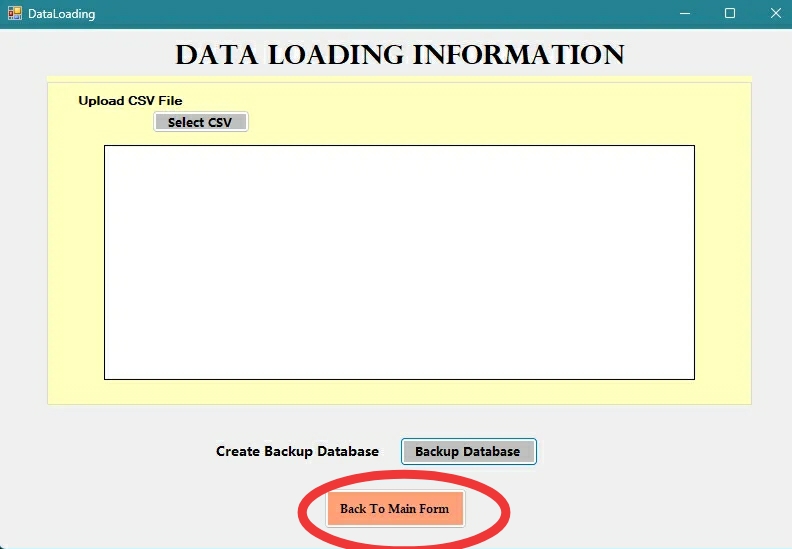 DataLoading
DATA LOADING INFORMATION
Upload CSV File
Select CSV
Create Backup Database Backup Database
Back To Main Form